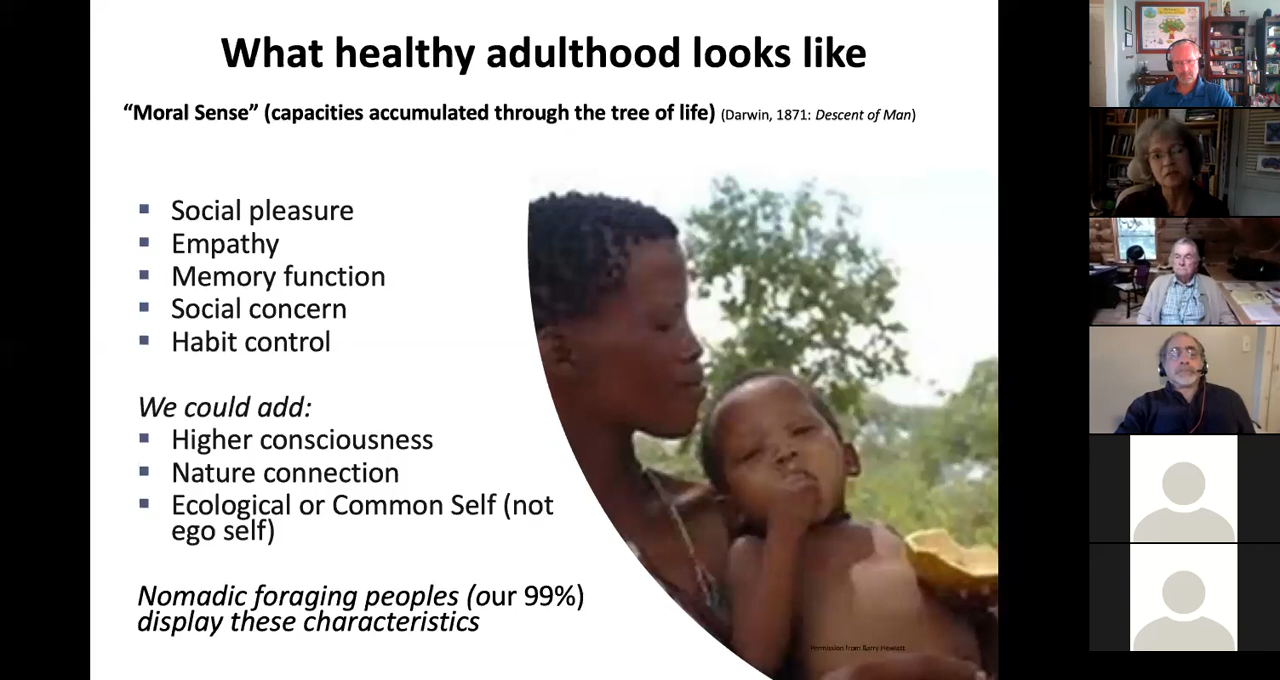 What healthy adulthood looks like
“Moral Sense” (capacities accumulated through the tree of life) (Darwin, 1871: Descent of Man)
▪ Social pleasure
▪ Empathy
▪ Memory function
▪ Social concern
▪ Habit control
We could add:
▪ Higher consciousness
▪ Nature connection
▪ Ecological or Common Self (not
ego self)
Nomadic foraging peoples (our 99%)
display these characteristics
Permission from Barry Hewlett